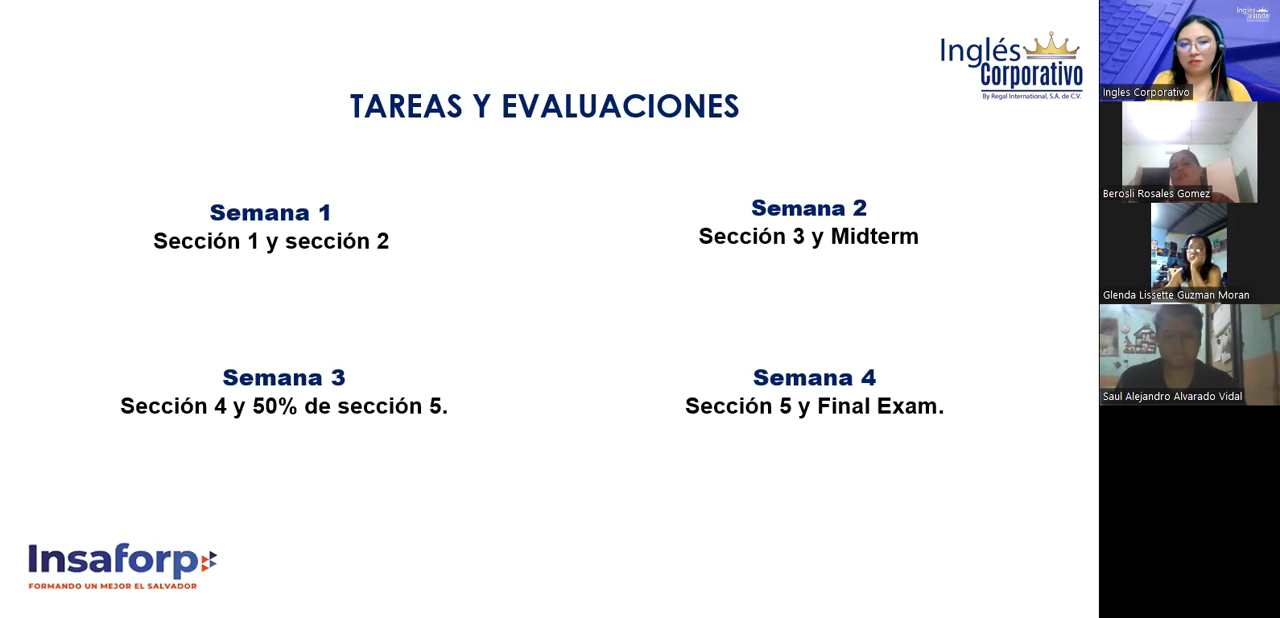 Inglés
Corporativo
By Regal International, S.A. de C.V.
TAREAS Y EVALUACIONES
Semana 1
Sección 1 y sección 2
Semana 2
Sección 3 y Midterm
Semana 3
Sección 4 y 50% de sección 5.
Semana 4
Sección 5 y Final Exam.
Insaforp
FORMANDO UN MEJOR EL SALVADOR
Inglés
Ingles Corporativo
Berosli Rosales Gomez
Glenda Lissette Guzman Moran
Saul Alejandro Alvarado Vidal